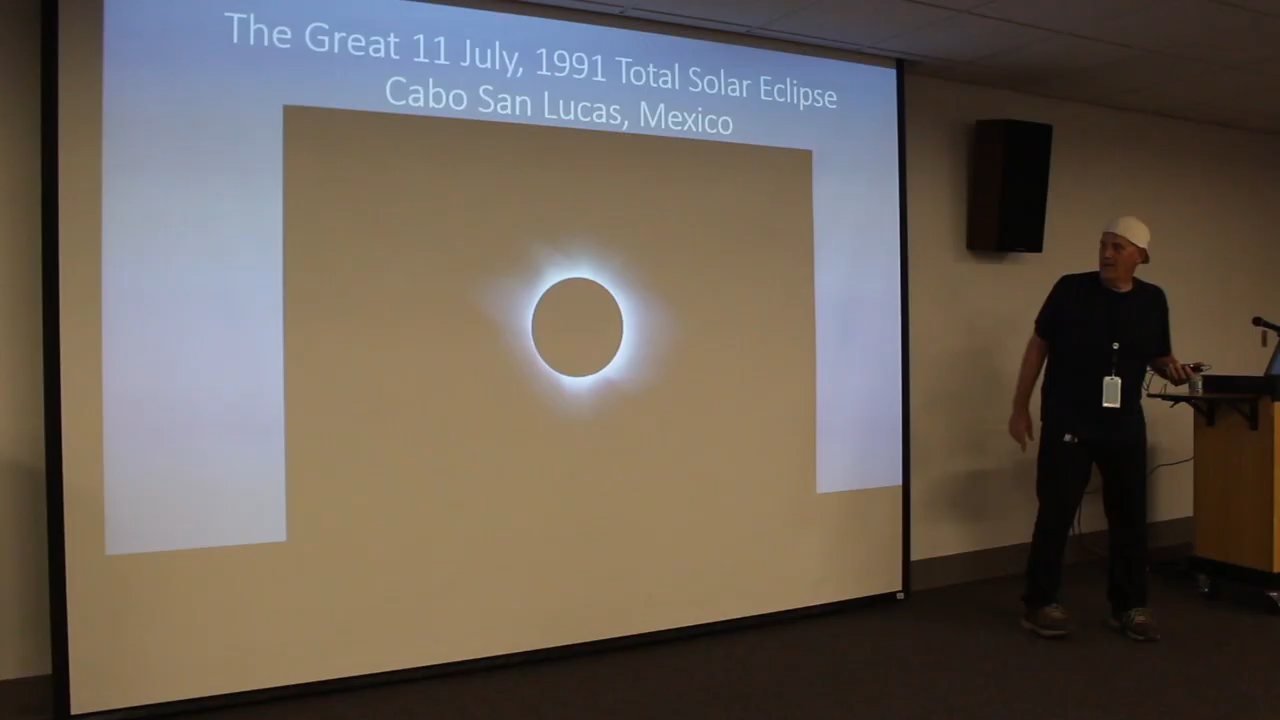 The Great 11 July, 1991 Total Solar Eclipse
Cabo San Lucas, Mexico